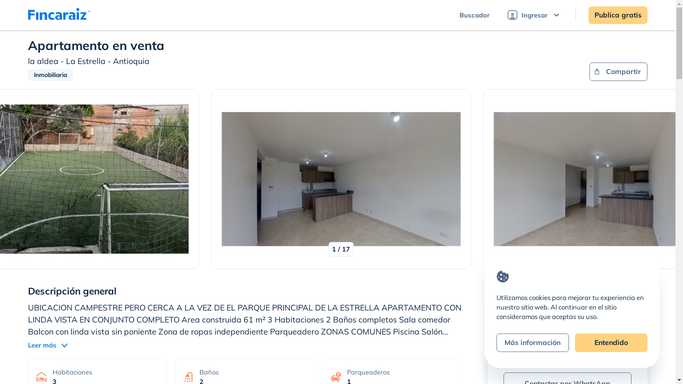 Fincaraiz
Buscador
Ingresar
Publica gratis
Apartamento en venta
la aldea - La Estrella - Antioquia
Inmobiliaria
Compartir
1 / 17
Descripción general
UBICACION CAMPESTRE PERO CERCA A LA VEZ DE EL PARQUE PRINCIPAL DE LA ESTRELLA APARTAMENTO CON
LINDA VISTA EN CONJUNTO COMPLETO Area construida 61 m² 3 Habitaciones 2 Baños completos Sala comedor
Balcon con linda vista sin poniente Zona de ropas independiente Parqueadero ZONAS COMUNES Piscina Salón...
Leer más
Habitaciones
3
Baños
2
Parqueaderos
1
Utilizamos cookies para mejorar tu experiencia en
nuestro sitio web. Al continuar en el sitio
consideramos que aceptas su uso.
Más información
Entendido
Contactar por WhatsApp